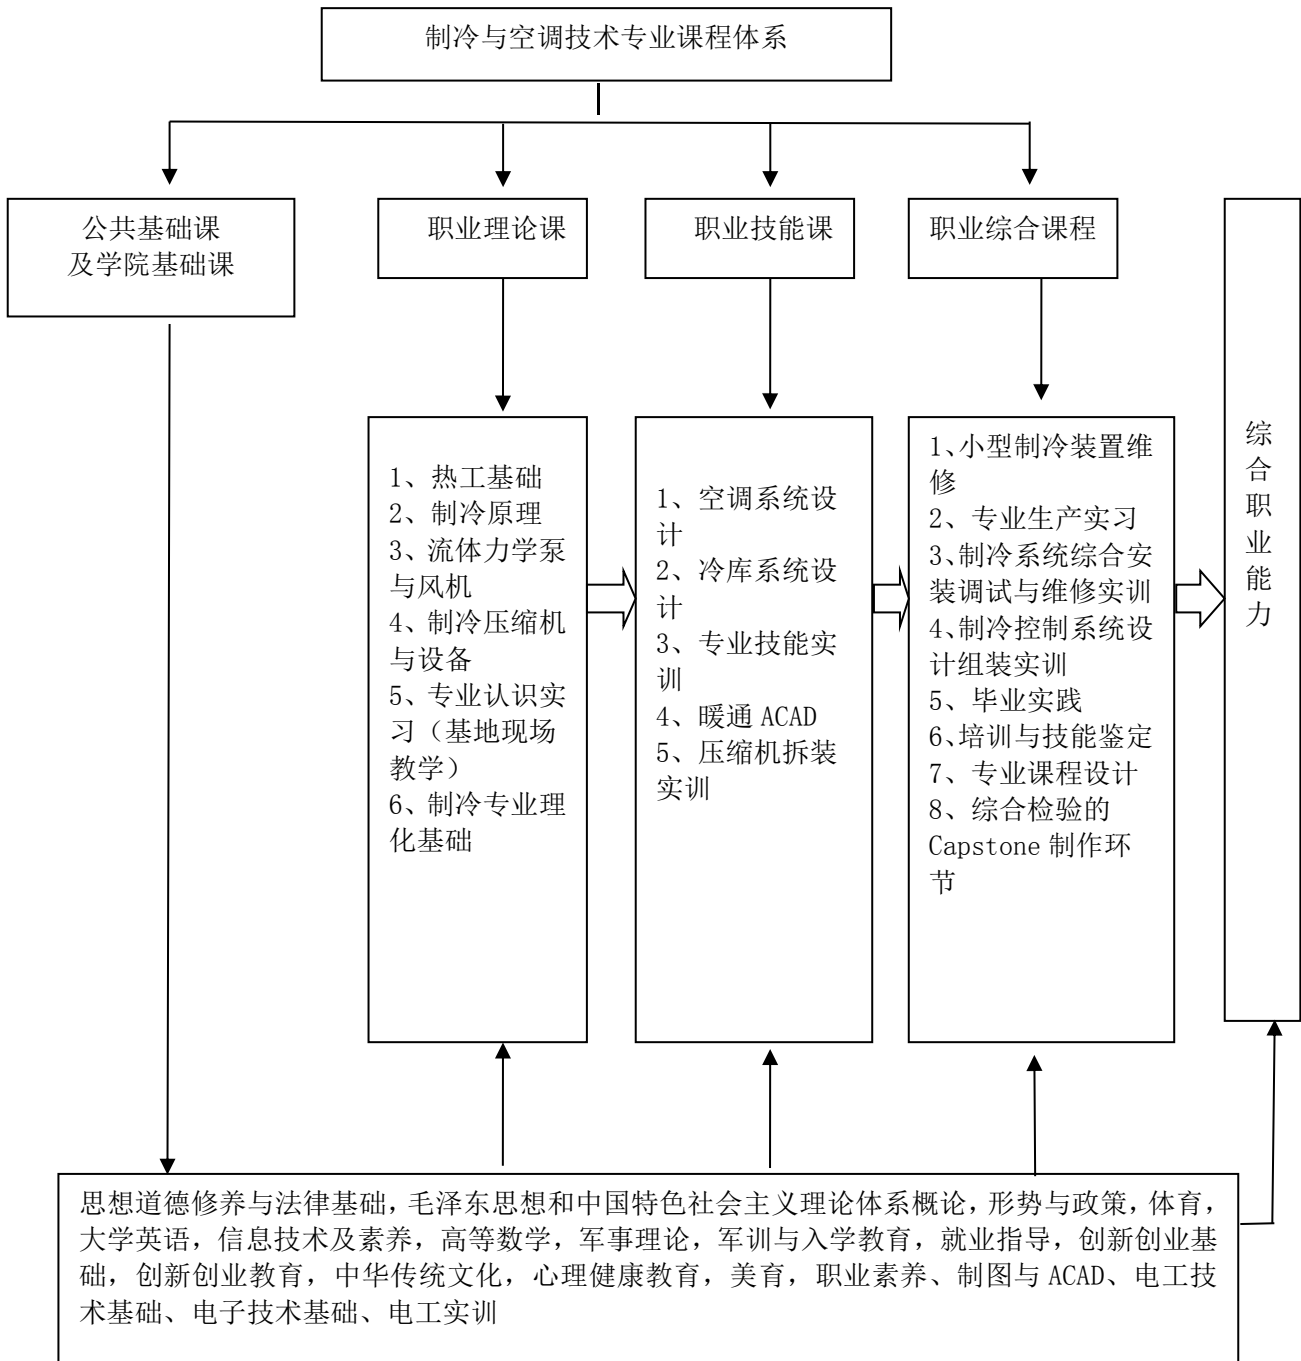 制冷与空调技术专业课程体系
公共基础课
及学院基础课
职业理论课
职业技能课
职业综合课程
1、热工基础
2、制冷原理
3、流体力学泵
与风机
4、制冷压缩机
与设备
5、专业认识实
习（基地现场
教学）
6、制冷专业理
化基础
1、空调系统设
计
2、冷库系统设
计
3、专业技能实
训
4、暖通 ACAD
5、压缩机拆装
实训
1、小型制冷装置维
修
2、专业生产实习
3、制冷系统综合安
装调试与维修实训
4、制冷控制系统设
计组装实训
5、毕业实践
6、培训与技能鉴定
7、专业课程设计
8、综合检验的
Capstone 制作环
节
综
合
职
业
能
力
思想道德修养与法律基础，毛泽东思想和中国特色社会主义理论体系概论，形势与政策，体育，
大学英语，信息技术及素养，高等数学，军事理论，军训与入学教育，就业指导，创新创业基
础，创新创业教育，中华传统文化，心理健康教育，美育，职业素养、制图与 ACAD、电工技
术基础、电子技术基础、电工实训